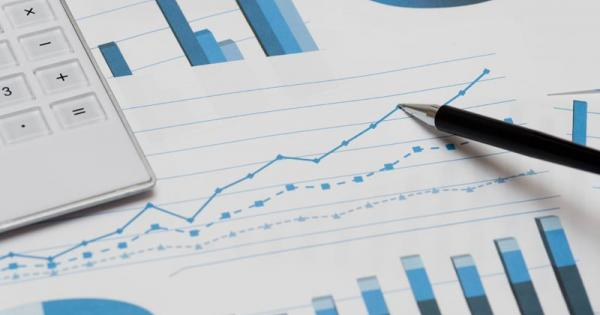 ×
−
3 +
· =